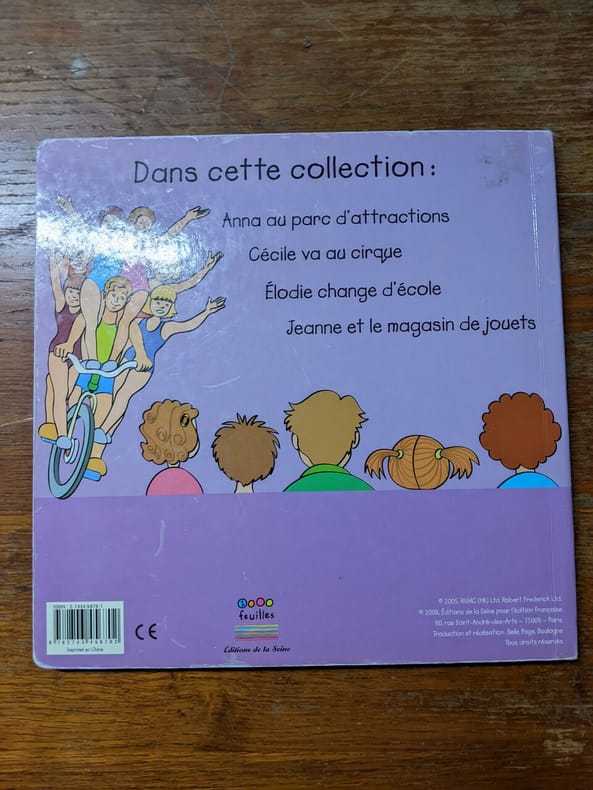 Dans cette collection :
Anna au parc d'attractions
Cécile va au cirque
Élodie change d'école
Jeanne et le magasin de jouets
© 2005, RGMG (HK) Ltd, Robert Frederick Ltd.
© 2006, Éditions de la Seine pour l'édition française
60, rue Saint-André-des-Arts – 75006 – Paris
Traduction et réalisation : Belle Page, Boulogne
Tous droits réservés
ISBN :
Imprimé en Chine
CE
1000
feuilles
Éditions de la Seine